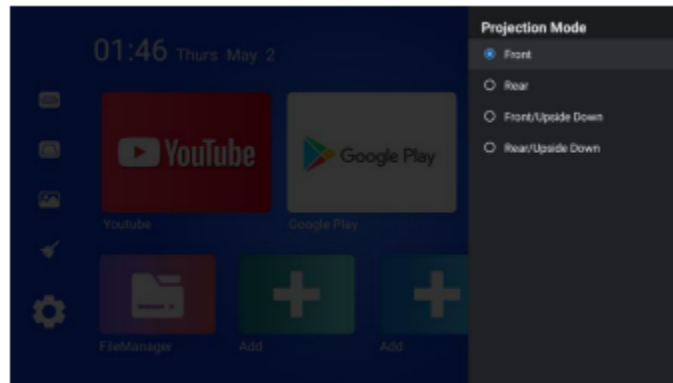 01:46 Thurs May 2
YouTube
Google Play
Youtube
Google Play
FileManager
Add
Add
Projection Mode
Front
Rear
Front/Upside Down
Rear/Upside Down